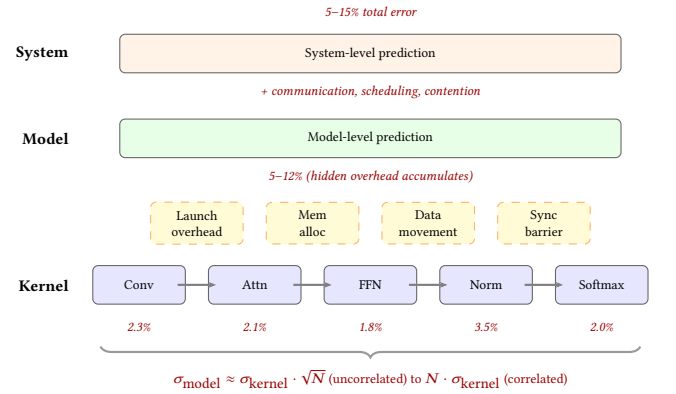 5–15% total error
System
System-level prediction
+ communication, scheduling, contention
Model
Model-level prediction
5–12% (hidden overhead accumulates)
Launch
overhead
Mem
alloc
Data
movement
Sync
barrier
Kernel
Conv
Attn
FFN
Norm
Softmax
2.3%
2.1%
1.8%
3.5%
2.0%
σmodel ≈ σkernel · √N (uncorrelated) to N · σkernel (correlated)